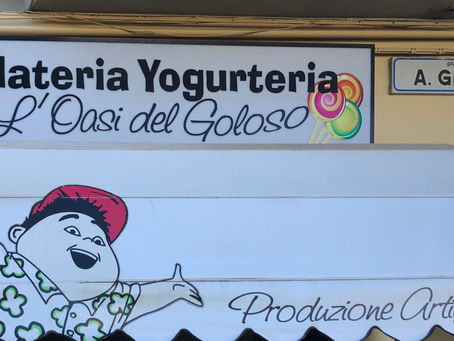 lateria Yogurteria
L'Oasi del Goloso
A. G
Produzione Arti